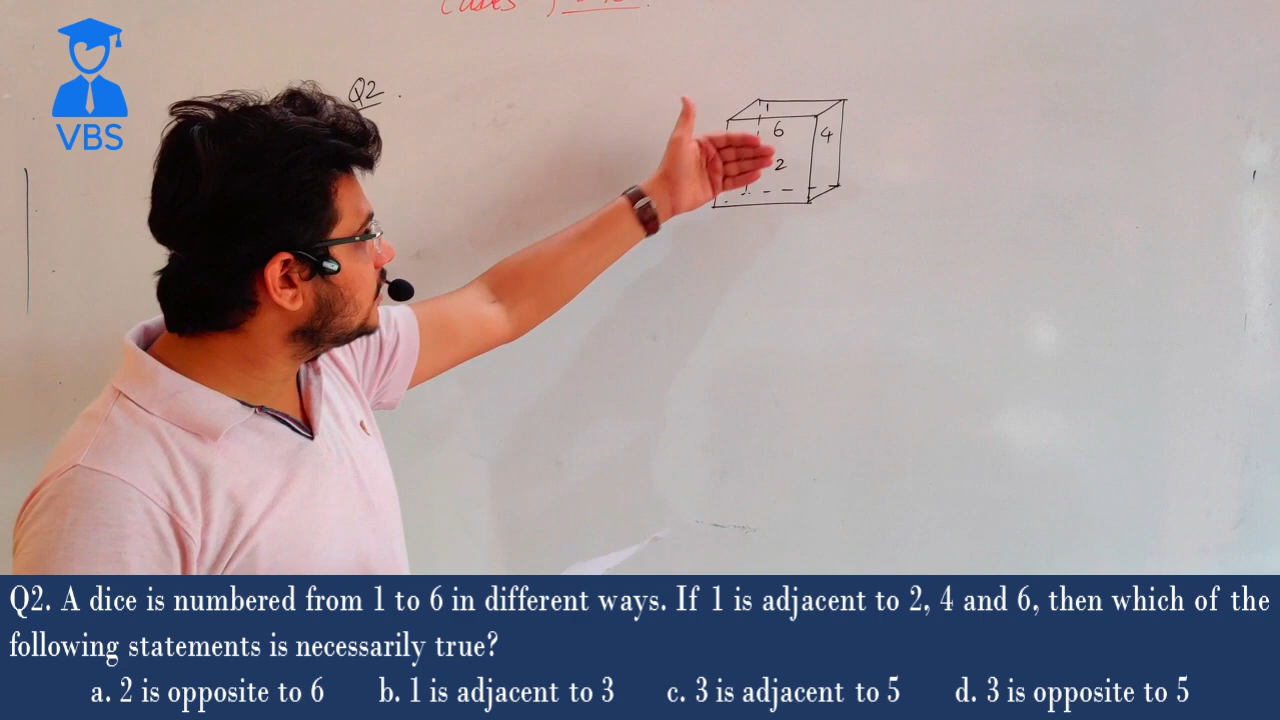 VBS
Q2.
1
6
4
2
Q2. A dice is numbered from 1 to 6 in different ways. If 1 is adjacent to 2, 4 and 6, then which of the
following statements is necessarily true?
a. 2 is opposite to 6 b. 1 is adjacent to 3 c. 3 is adjacent to 5 d. 3 is opposite to 5